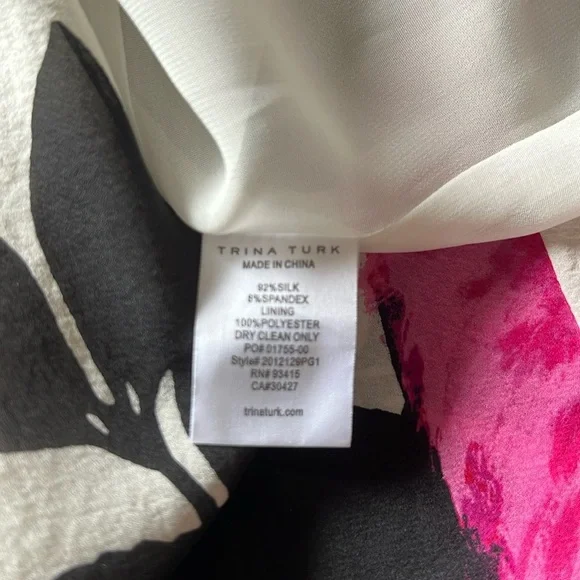 TRINA TURK
MADE IN CHINA
92%SILK
8%SPANDEX
LINING
100%POLYESTER
DRY CLEAN ONLY
PO# 01755-00
Style# 2012129PG1
RN# 93415
CA#30427
trinaturk.com